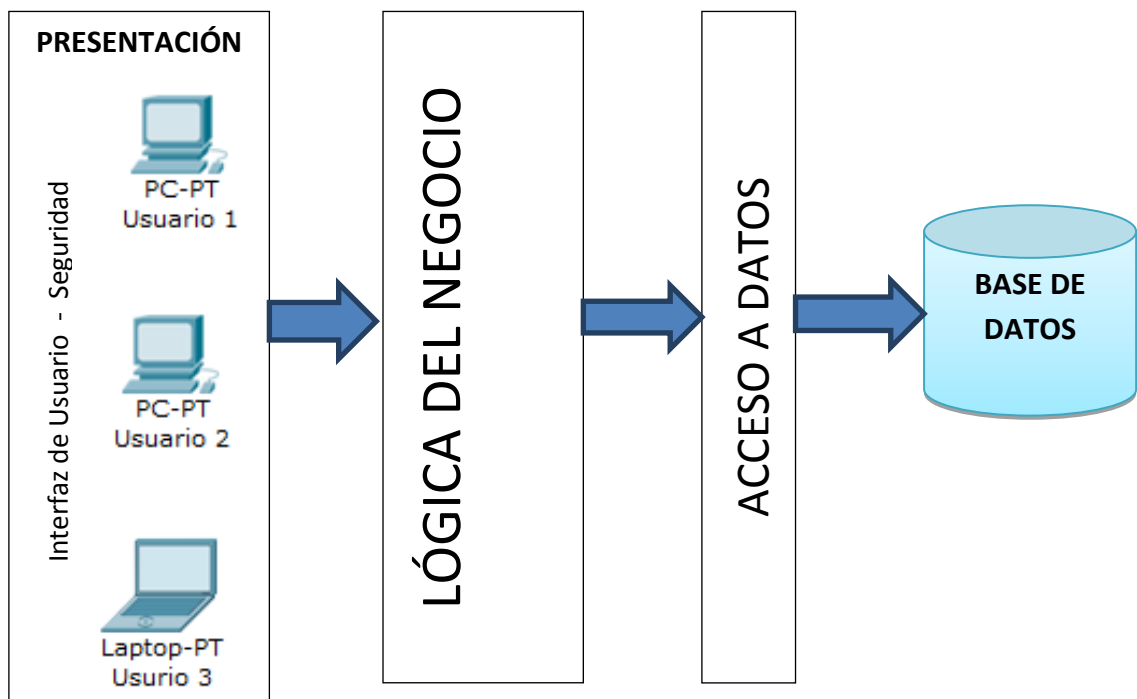 PRESENTACIÓN
Interfaz de Usuario - Seguridad
PC-PT
Usuario 1
PC-PT
Usuario 2
Laptop-PT
Usurio 3
LÓGICA DEL NEGOCIO
ACCESO A DATOS
BASE DE
DATOS